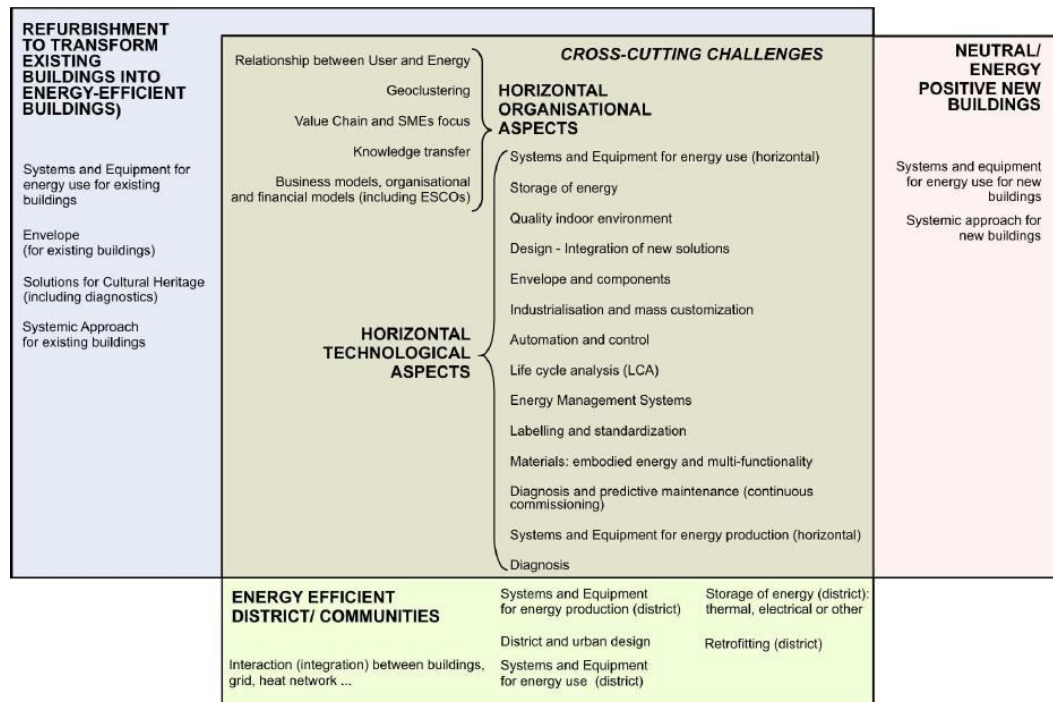 REFURBISHMENT
TO TRANSFORM
EXISTING
BUILDINGS INTO
ENERGY-EFFICIENT
BUILDINGS)
Systems and Equipment for
energy use for existing
buildings
Envelope
(for existing buildings)
Solutions for Cultural Heritage
(including diagnostics)
Systemic Approach
for existing buildings
CROSS-CUTTING CHALLENGES
Relationship between User and Energy
Geoclustering
Value Chain and SMEs focus
Knowledge transfer
Business models, organisational
and financial models (including ESCOs)
HORIZONTAL
ORGANISATIONAL
ASPECTS
HORIZONTAL
TECHNOLOGICAL
ASPECTS
Systems and Equipment for energy use (horizontal)
Storage of energy
Quality indoor environment
Design - Integration of new solutions
Envelope and components
Industrialisation and mass customization
Automation and control
Life cycle analysis (LCA)
Energy Management Systems
Labelling and standardization
Materials: embodied energy and multi-functionality
Diagnosis and predictive maintenance (continuous
commissioning)
Systems and Equipment for energy production (horizontal)
Diagnosis
NEUTRAL/
ENERGY
POSITIVE NEW
BUILDINGS
Systems and equipment
for energy use for new
buildings
Systemic approach for
new buildings
ENERGY EFFICIENT
DISTRICT/ COMMUNITIES
Interaction (integration) between buildings,
grid, heat network ...
Systems and Equipment
for energy production (district)
District and urban design
Systems and Equipment
for energy use (district)
Storage of energy (district):
thermal, electrical or other
Retrofitting (district)